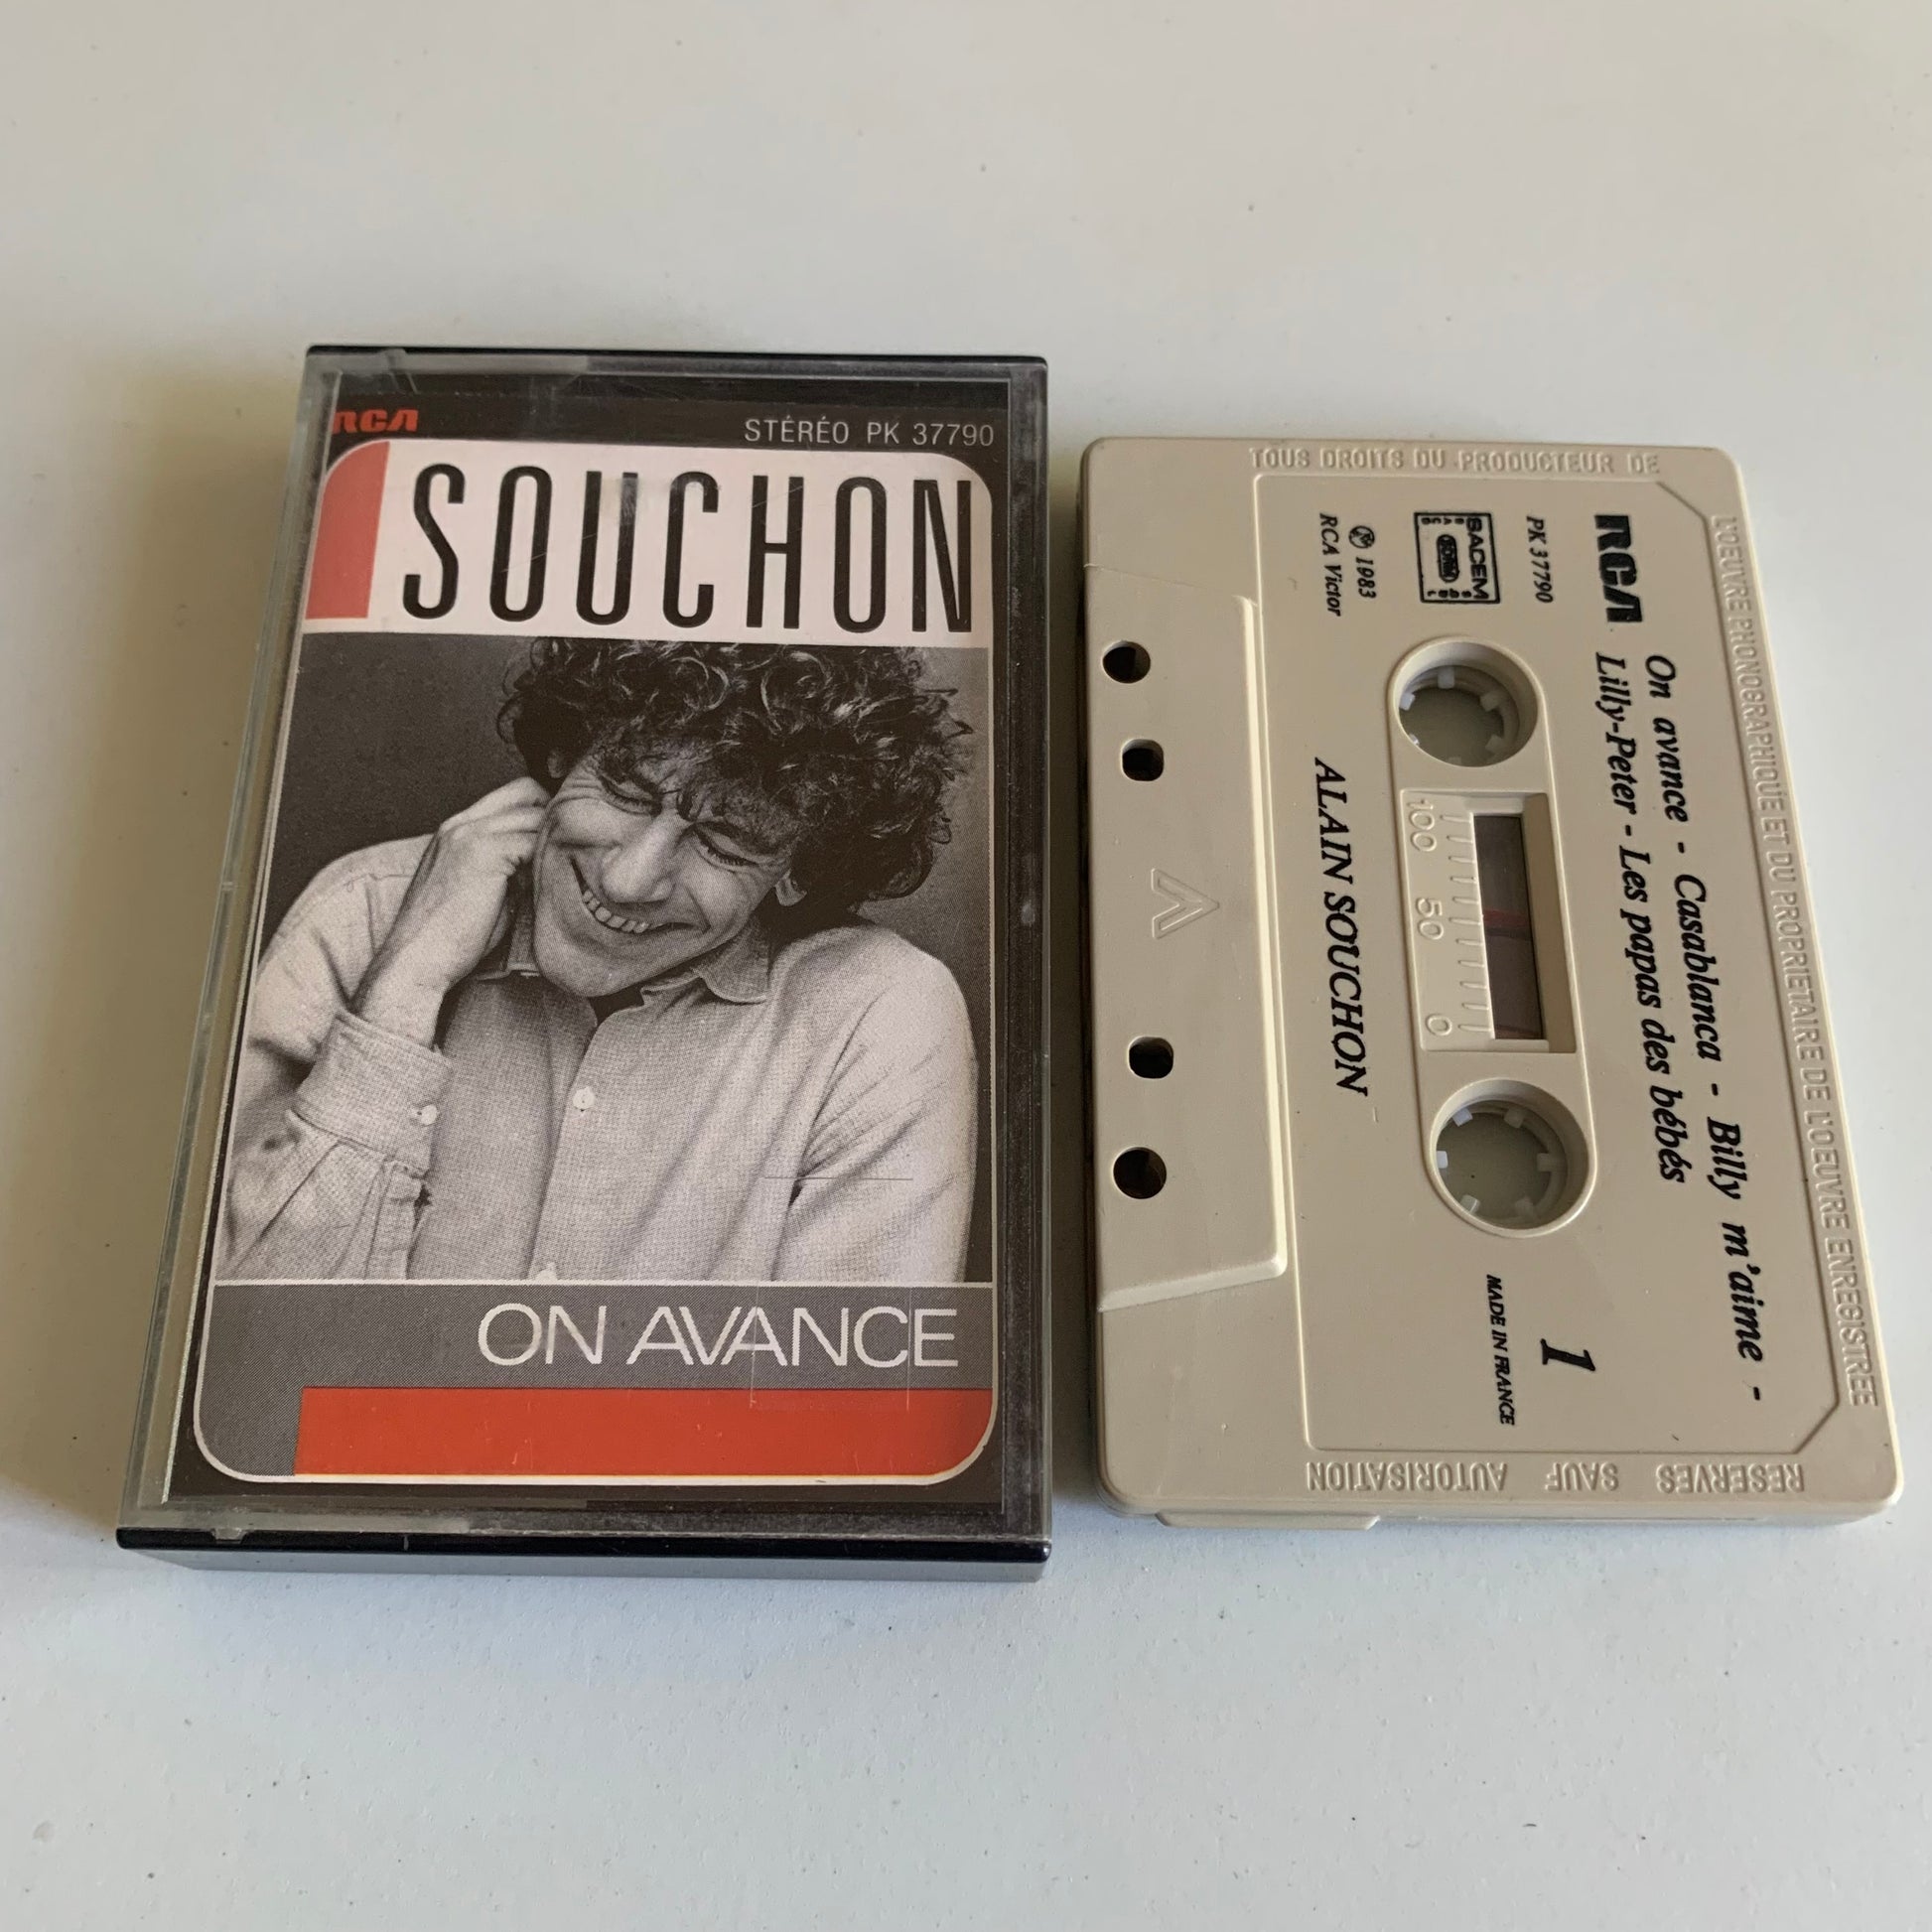 RCA
STÉRÉO PK 37790
SOUCHON
ON AVANCE
TOUS DROITS DU PRODUCTEUR DE
L'OEUVRE PHONOGRAPHIQUE ET DU PROPRIETAIRE DE L'OEUVRE ENREGISTREE
RESERVES SAUF AUTORISATION
RCA
On avance - Casablanca - Billy m'aime -
Lilly-Peter - Les papas des bébés
PK 37790
SACEM
℗ 1983
RCA Victor
1
MADE IN FRANCE
100 50 0
ALAIN SOUCHON